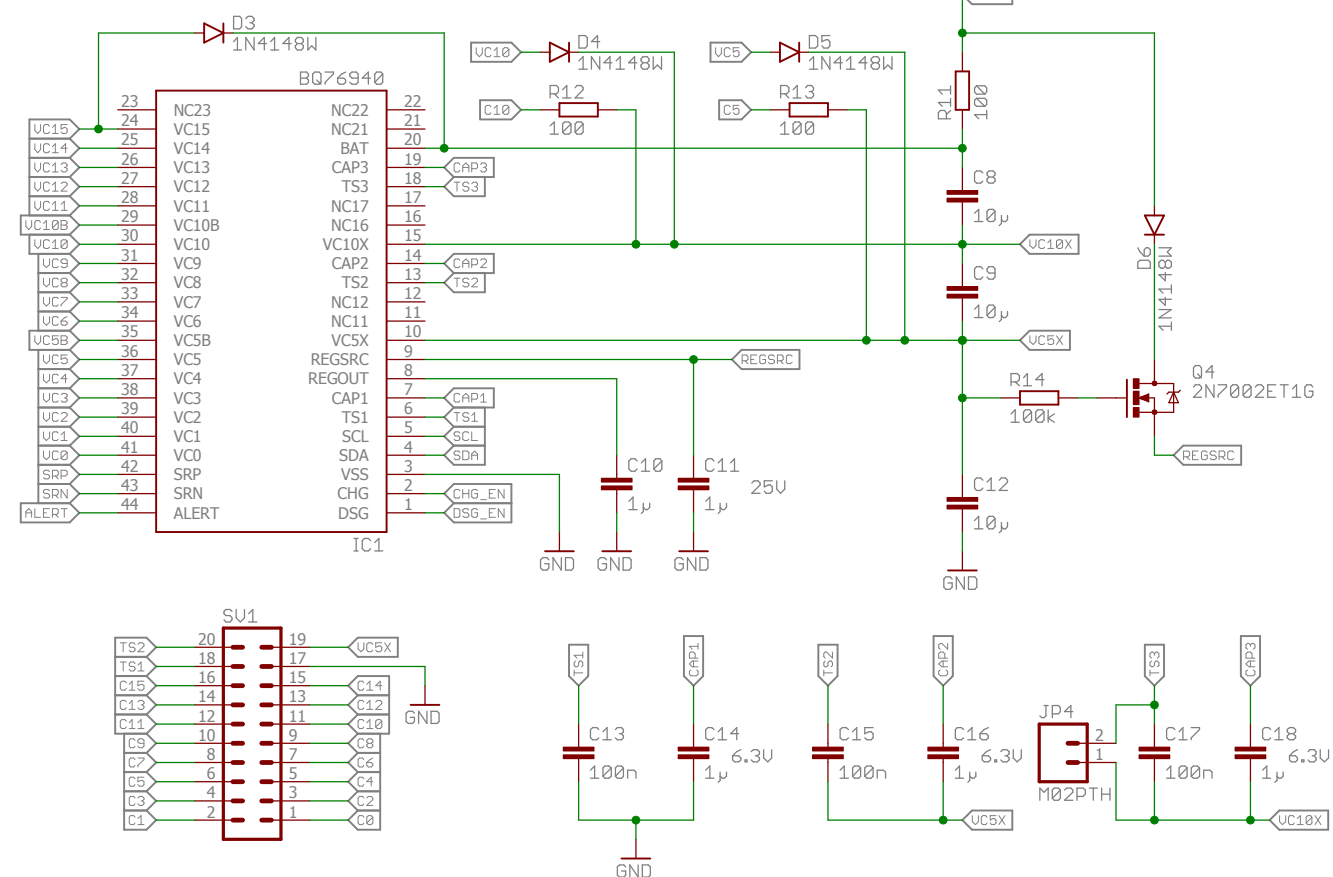 D3
1N4148W
BQ76940
23 NC23 NC22 22
VC15 24 VC15 NC21 21
VC14 25 VC14 BAT 20
VC13 26 VC13 CAP3 19 CAP3
VC12 27 VC12 TS3 18 TS3
VC11 28 VC11 NC17 17
VC10B 29 VC10B NC16 16
VC10 30 VC10 VC10X 15
VC9 31 VC9 CAP2 14 CAP2
VC8 32 VC8 TS2 13 TS2
VC7 33 VC7 NC12 12
VC6 34 VC6 NC11 11
VC5B 35 VC5B VC5X 10
VC5 36 VC5 REGSRC 9
VC4 37 VC4 REGOUT 8
VC3 38 VC3 CAP1 7 CAP1
VC2 39 VC2 TS1 6 TS1
VC1 40 VC1 SCL 5 SCL
VC0 41 VC0 SDA 4 SDA
SRP 42 SRP VSS 3
SRN 43 SRN CHG 2 CHG_EN
ALERT 44 ALERT DSG 1 DSG_EN
IC1
VC10
D4
1N4148W
C10
R12
100
VC5
D5
1N4148W
C5
R13
100
R11
100
C8
10µ
VC10X
C9
10µ
VC5X
D6
1N4148W
REGSRC
R14
100k
Q4
2N7002ET1G
REGSRC
C10
1µ
C11
1µ
25V
C12
10µ
GND
GND
GND
GND
SV1
TS2 20 19 VC5X
TS1 18 17
C15 16 15 C14
C13 14 13 C12
C11 12 11 C10
C9 10 9 C8
C7 8 7 C6
C5 6 5 C4
C3 4 3 C2
C1 2 1 C0
GND
TS1
CAP1
C13
100n
C14
1µ
6.3V
GND
TS2
CAP2
C15
100n
C16
1µ
6.3V
VC5X
TS3
CAP3
JP4
2
1
M02PTH
C17
100n
C18
1µ
6.3V
VC10X